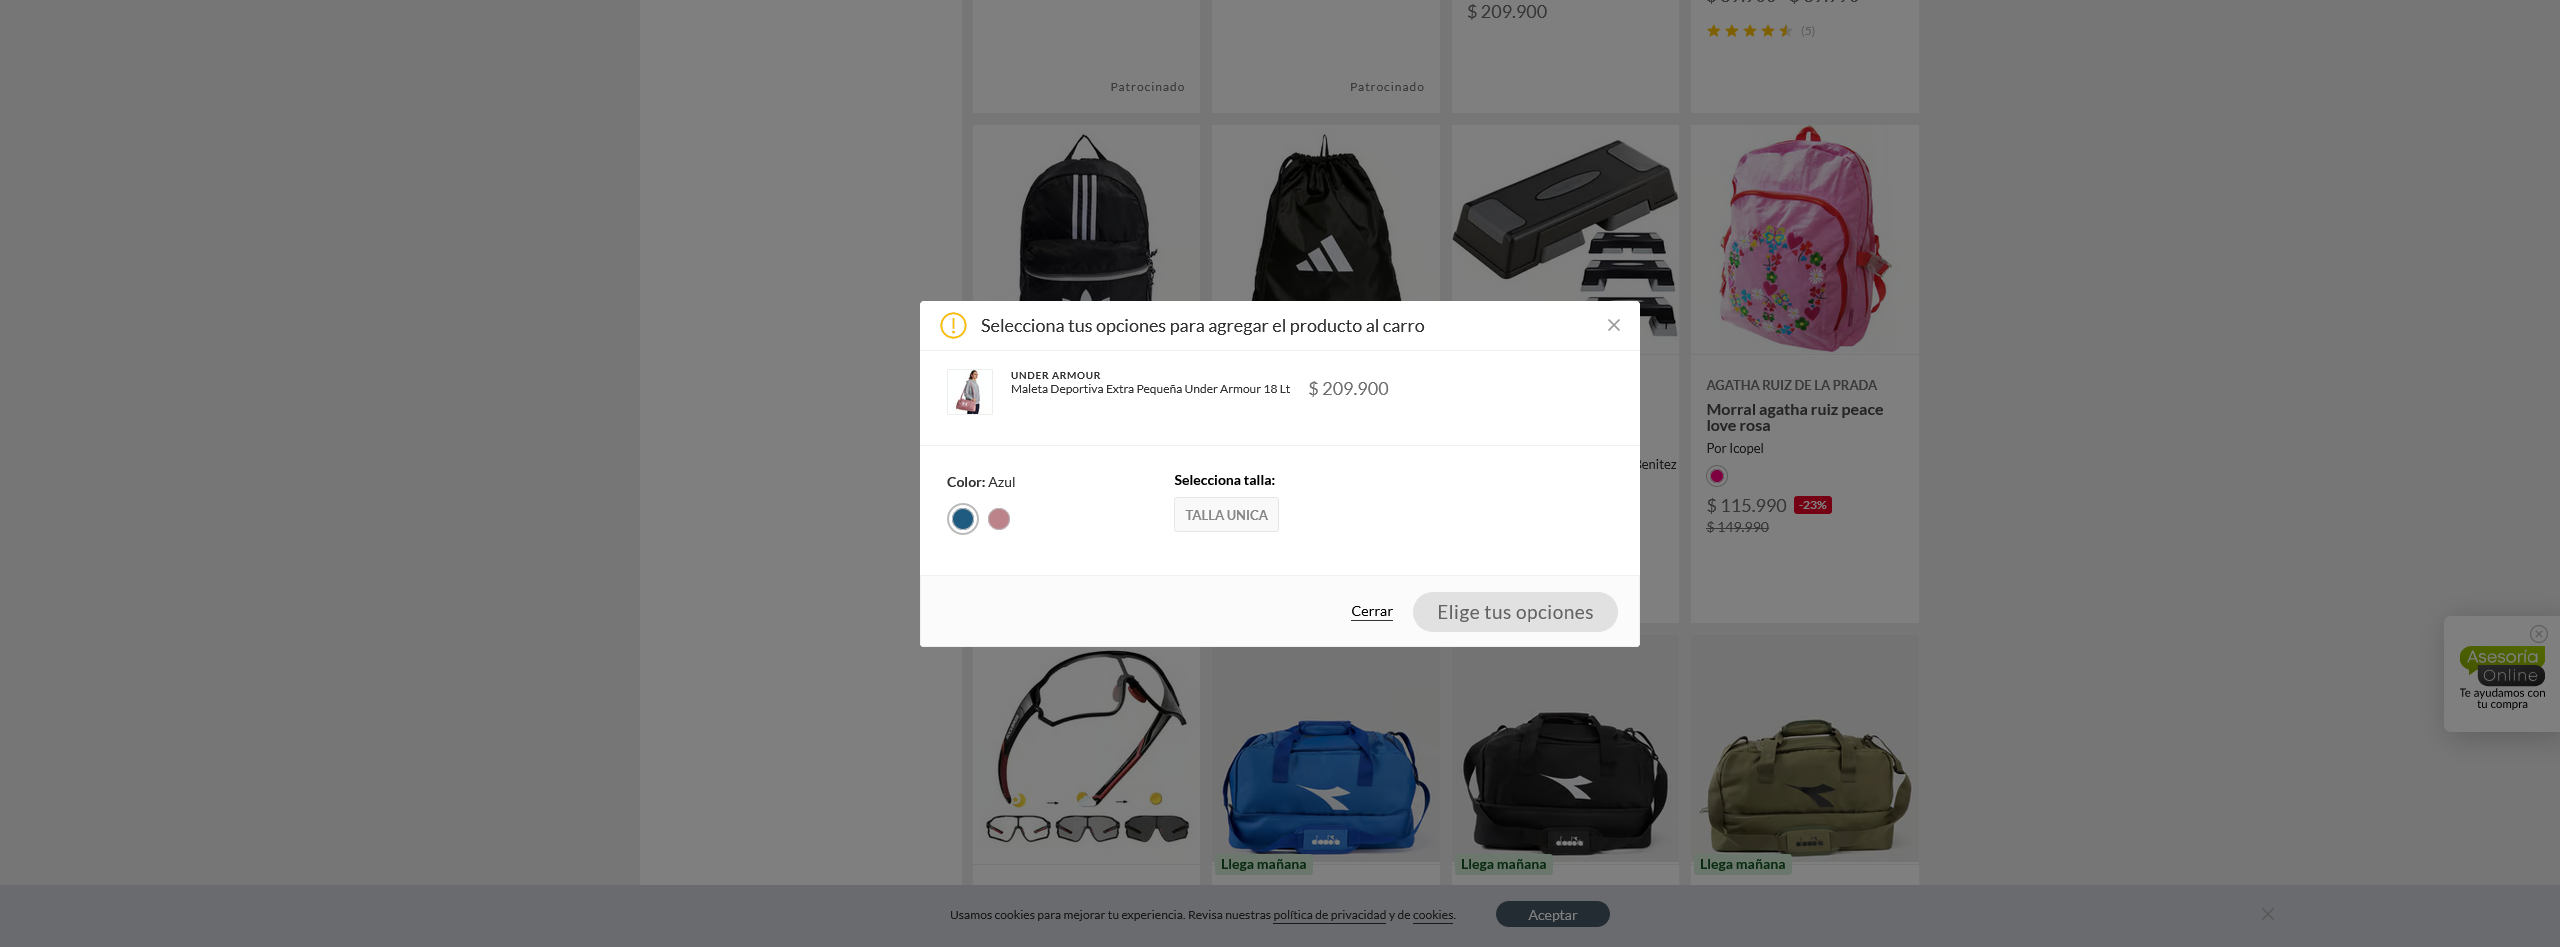 $ 209.900
(5)
Patrocinado
Patrocinado
Selecciona tus opciones para agregar el producto al carro
UNDER ARMOUR
Maleta Deportiva Extra Pequeña Under Armour 18 Lt
$ 209.900
Color: Azul
Selecciona talla:
TALLA UNICA
Cerrar
Elige tus opciones
AGATHA RUIZ DE LA PRADA
Morral agatha ruiz peace
love rosa
Por Icopel
$ 115.990 -23%
$ 149.990
Asesoría
Online
Te ayudamos con
tu compra
diadora
diadora
diadora
Llega mañana
Llega mañana
Llega mañana
Usamos cookies para mejorar tu experiencia. Revisa nuestras política de privacidad y de cookies.
Aceptar